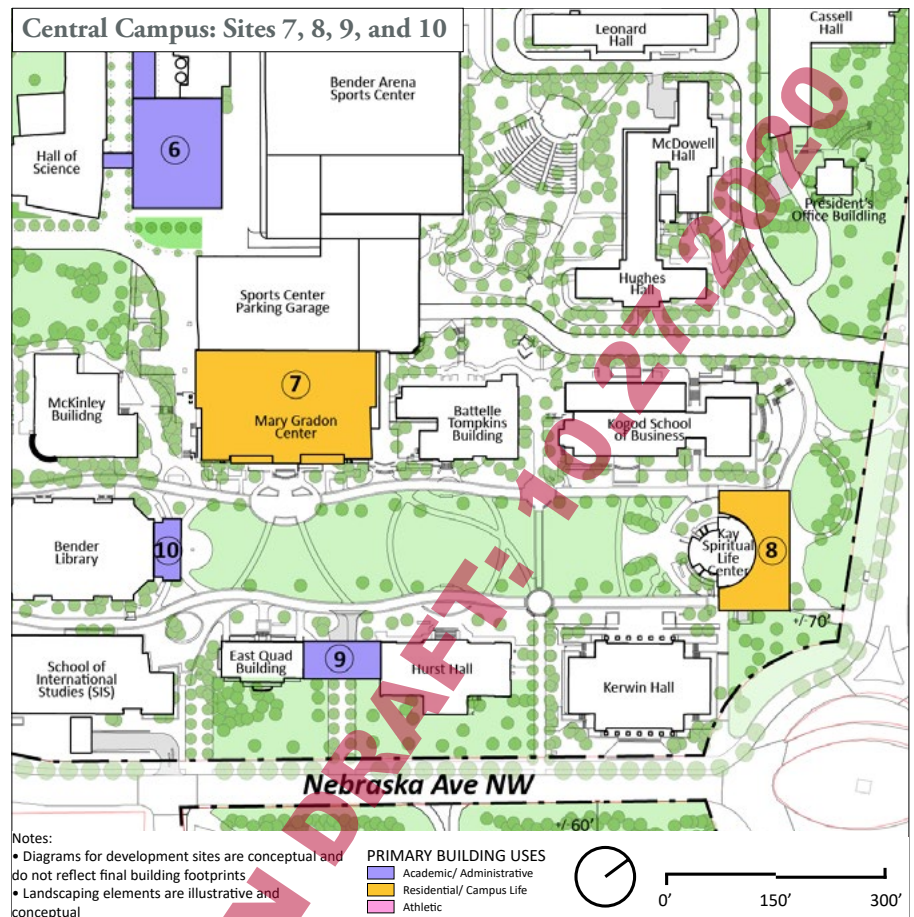 Central Campus: Sites 7, 8, 9, and 10
Leonard
Hall
Cassell
Hall
Bender Arena
Sports Center
McDowell
Hall
6
Hall of
Science
President's
Office Buillding
Hughes
Hall
Sports Center
Parking Garage
7
Mary Gradon
Center
McKinley
Builidng
Battelle
Tompkins
Building
Kogod School
of Business
Bender
Library
10
Kay
Spiritual
Life
Center
8
+/-70'
East Quad
Building
9
Hurst Hall
School of
International
Studies (SIS)
Kerwin Hall
Nebraska Ave NW
+/-60'
N DRAFT: 10.27.2020
Notes:
• Diagrams for development sites are conceptual and
do not reflect final building footprints
• Landscaping elements are illustrative and
conceptual
PRIMARY BUILDING USES
Academic/ Administrative
Residential/ Campus Life
Athletic
0'
150'
300'